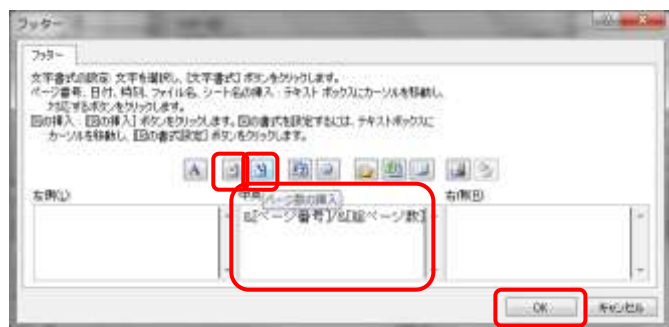 フッター
フッター
文字書式の設定: 文字を選択し、[文字書式] ボタンをクリックします。
ページ番号、日付、時刻、ファイル名、シート名の挿入: テキスト ボックスにカーソルを移動し、
対応するボタンをクリックします。
図の挿入: [図の挿入] ボタンをクリックします。図の書式を設定するには、テキストボックスに
カーソルを移動し、[図の書式設定] ボタンをクリックします。
左側(L)
中央
ページ数の挿入
右側(R)
&[ページ番号]/&[総ページ数]
OK
キャンセル